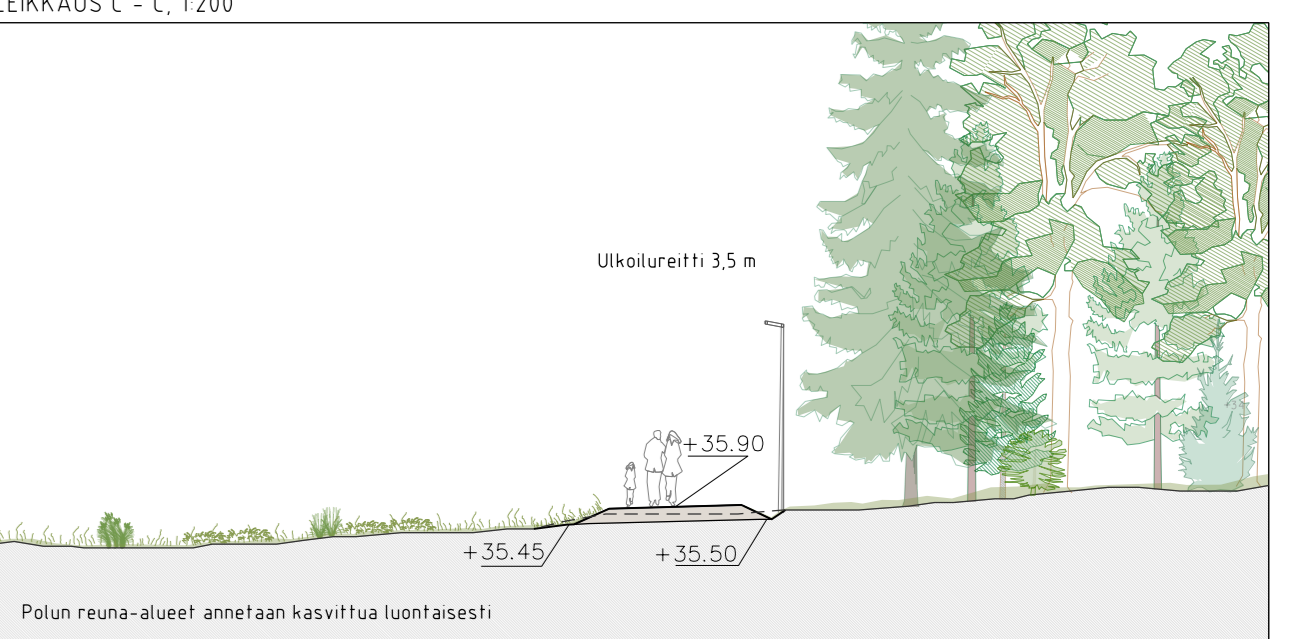 LEIKKAUS C - C, 1:200
Ulkoilureitti 3,5 m
+35.90
+35.45
+35.50
Polun reuna-alueet annetaan kasvittua luontaisesti